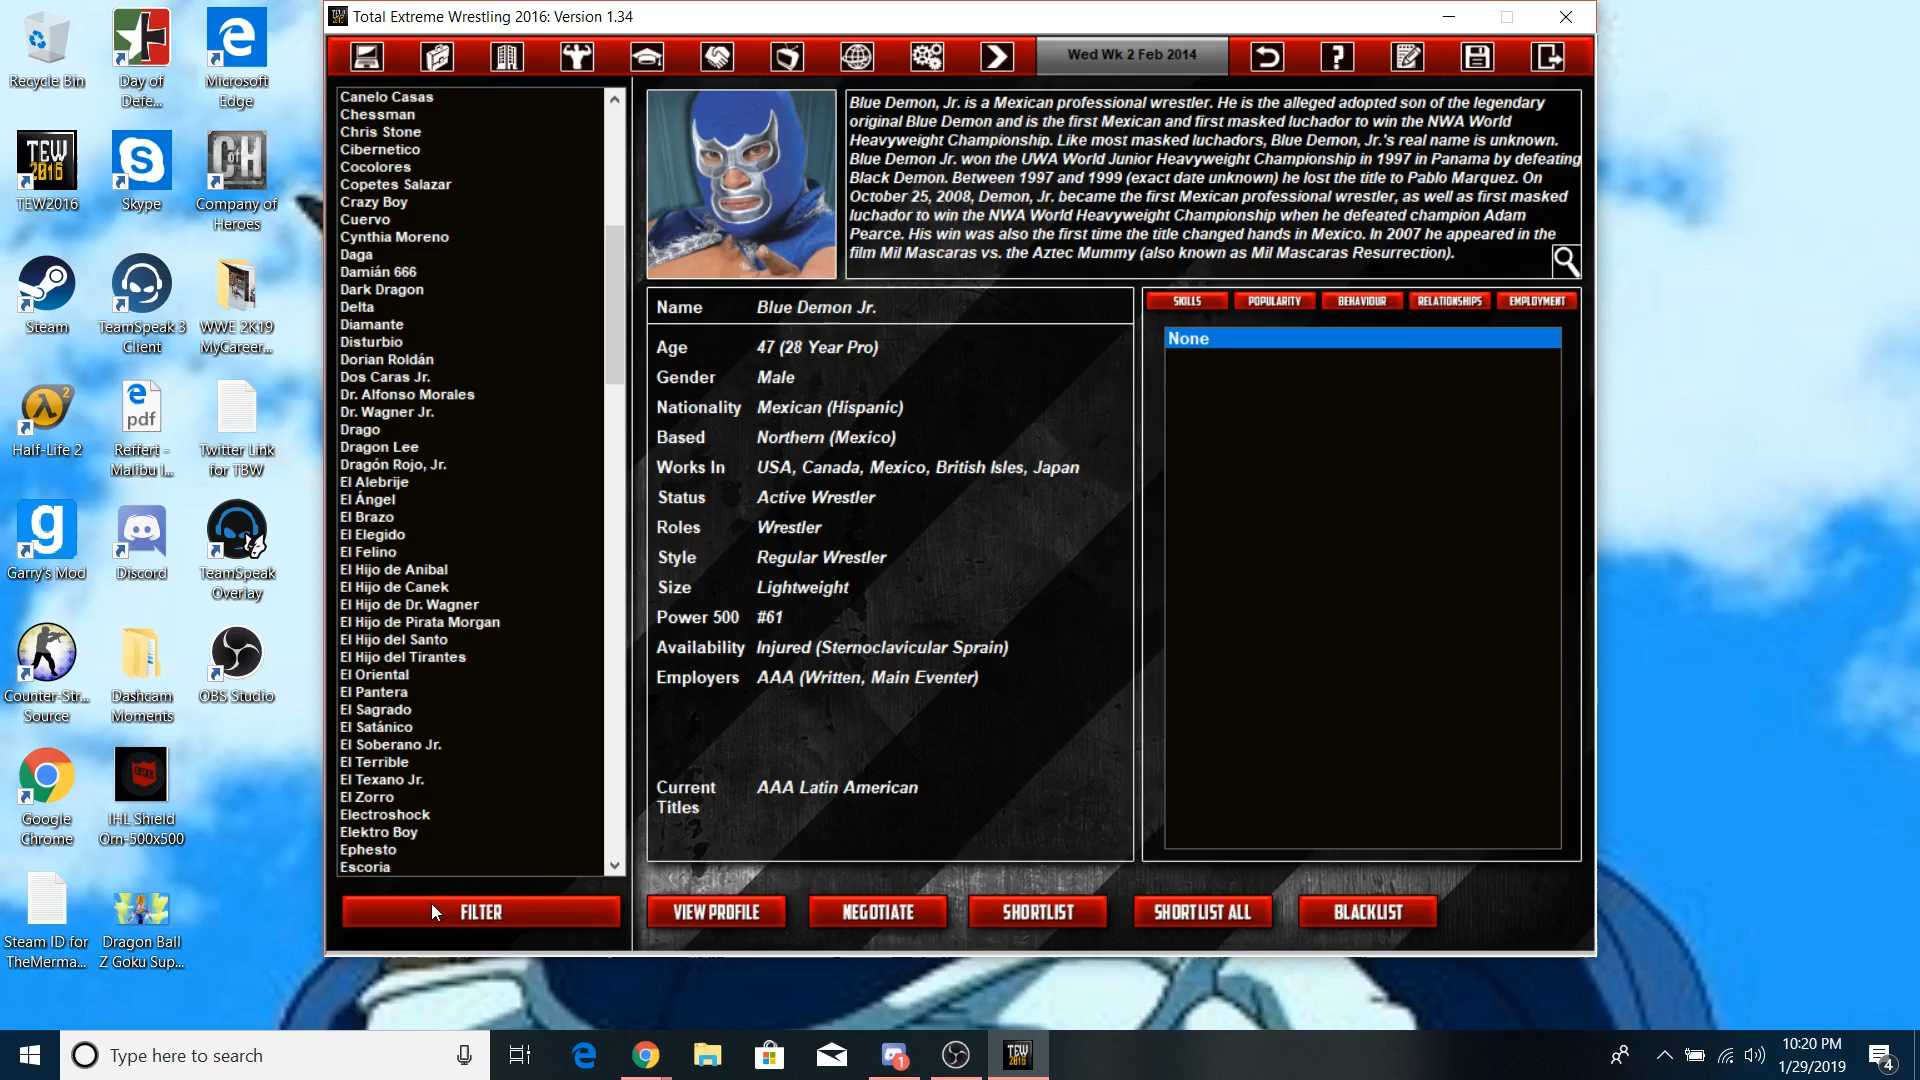 Total Extreme Wrestling 2016: Version 1.34
Wed Wk 2 Feb 2014
Recycle Bin
Day of
Defe...
Microsoft
Edge
TEW
2016
TEW2016
Skype
C of H
Company of
Heroes
Steam
TeamSpeak 3
Client
WWE 2K19
MyCareer...
Half-Life 2
pdf
Reffert -
Malibu l...
Twitter Link
for TBW
Garry's Mod
Discord
TeamSpeak
Overlay
Counter-Str...
Source
Dashcam
Moments
OBS Studio
Google
Chrome
IHL Shield
Orn-500x500
Steam ID for
TheMerma...
Dragon Ball
Z Goku Sup...
Canelo Casas
Chessman
Chris Stone
Cibernetico
Cocolores
Copetes Salazar
Crazy Boy
Cuervo
Cynthia Moreno
Daga
Damián 666
Dark Dragon
Delta
Diamante
Disturbio
Dorian Roldán
Dos Caras Jr.
Dr. Alfonso Morales
Dr. Wagner Jr.
Drago
Dragon Lee
Dragón Rojo, Jr.
El Alebrije
El Ángel
El Brazo
El Elegido
El Felino
El Hijo de Anibal
El Hijo de Canek
El Hijo de Dr. Wagner
El Hijo de Pirata Morgan
El Hijo del Santo
El Hijo del Tirantes
El Oriental
El Pantera
El Sagrado
El Satánico
El Soberano Jr.
El Terrible
El Texano Jr.
El Zorro
Electroshock
Elektro Boy
Ephesto
Escoria
FILTER
Blue Demon, Jr. is a Mexican professional wrestler. He is the alleged adopted son of the legendary
original Blue Demon and is the first Mexican and first masked luchador to win the NWA World
Heavyweight Championship. Like most masked luchadors, Blue Demon, Jr.'s real name is unknown.
Blue Demon Jr. won the UWA World Junior Heavyweight Championship in 1997 in Panama by defeating
Black Demon. Between 1997 and 1999 (exact date unknown) he lost the title to Pablo Marquez. On
October 25, 2008, Demon, Jr. became the first Mexican professional wrestler, as well as first masked
luchador to win the NWA World Heavyweight Championship when he defeated champion Adam
Pearce. His win was also the first time the title changed hands in Mexico. In 2007 he appeared in the
film Mil Mascaras vs. the Aztec Mummy (also known as Mil Mascaras Resurrection).
Name Blue Demon Jr.
Age 47 (28 Year Pro)
Gender Male
Nationality Mexican (Hispanic)
Based Northern (Mexico)
Works In USA, Canada, Mexico, British Isles, Japan
Status Active Wrestler
Roles Wrestler
Style Regular Wrestler
Size Lightweight
Power 500 #61
Availability Injured (Sternoclavicular Sprain)
Employers AAA (Written, Main Eventer)
Current AAA Latin American
Titles
SKILLS POPULARITY BEHAVIOUR RELATIONSHIPS EMPLOYMENT
None
VIEW PROFILE NEGOTIATE SHORTLIST SHORTLIST ALL BLACKLIST
Type here to search
1
TEW
2016
10:20 PM
1/29/2019
4